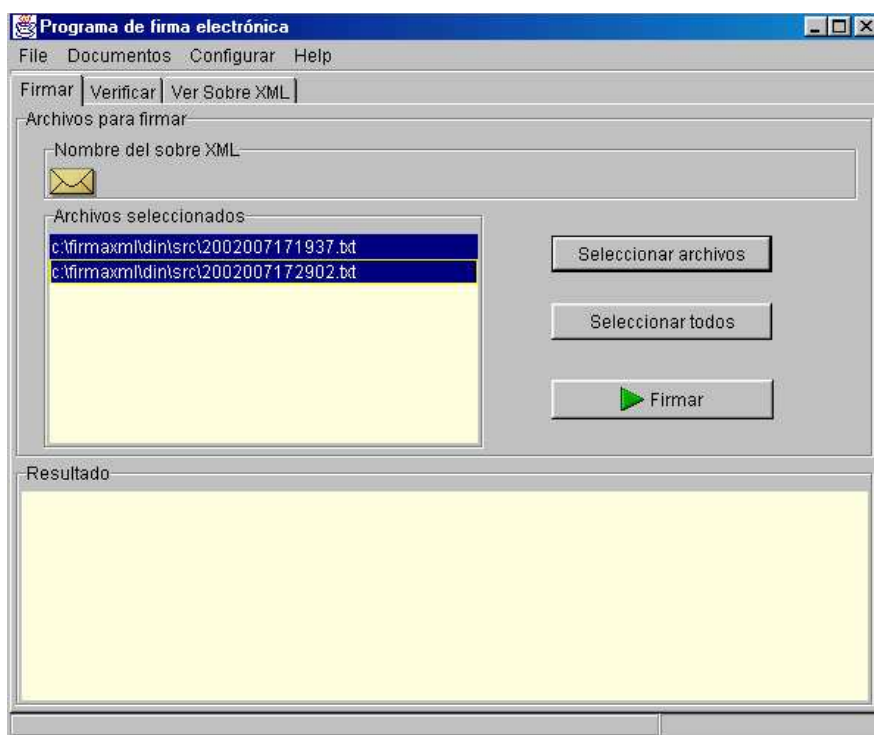 Programa de firma electrónica
File Documentos Configurar Help
Firmar Verificar Ver Sobre XML
Archivos para firmar
Nombre del sobre XML
Archivos seleccionados
c:\firmaxml\din\src\2002007171937.txt
c:\firmaxml\din\src\2002007172902.txt
Seleccionar archivos
Seleccionar todos
Firmar
Resultado